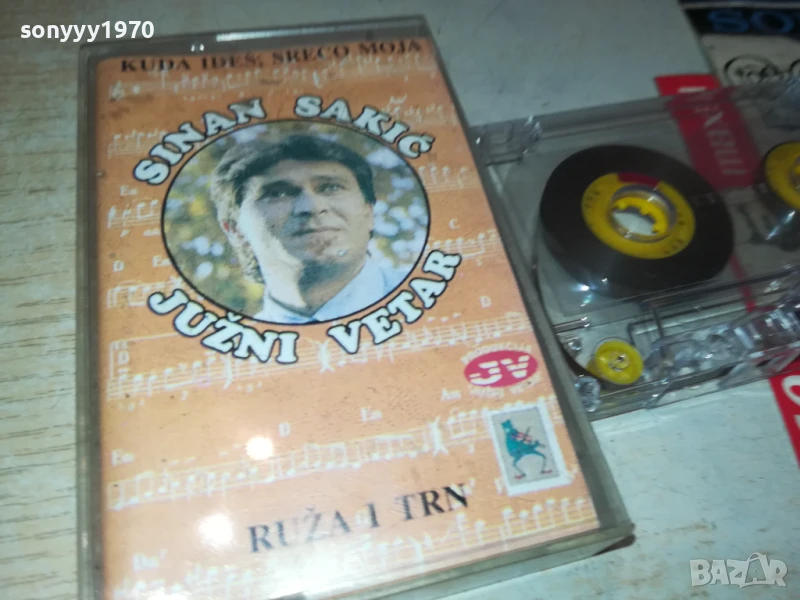 sonyyy1970
KUDA IDEŠ, SREĆO MOJA
SINAN SAKIĆ
JUŽNI VETAR
JV
RUŽA I TRN
BAZAR